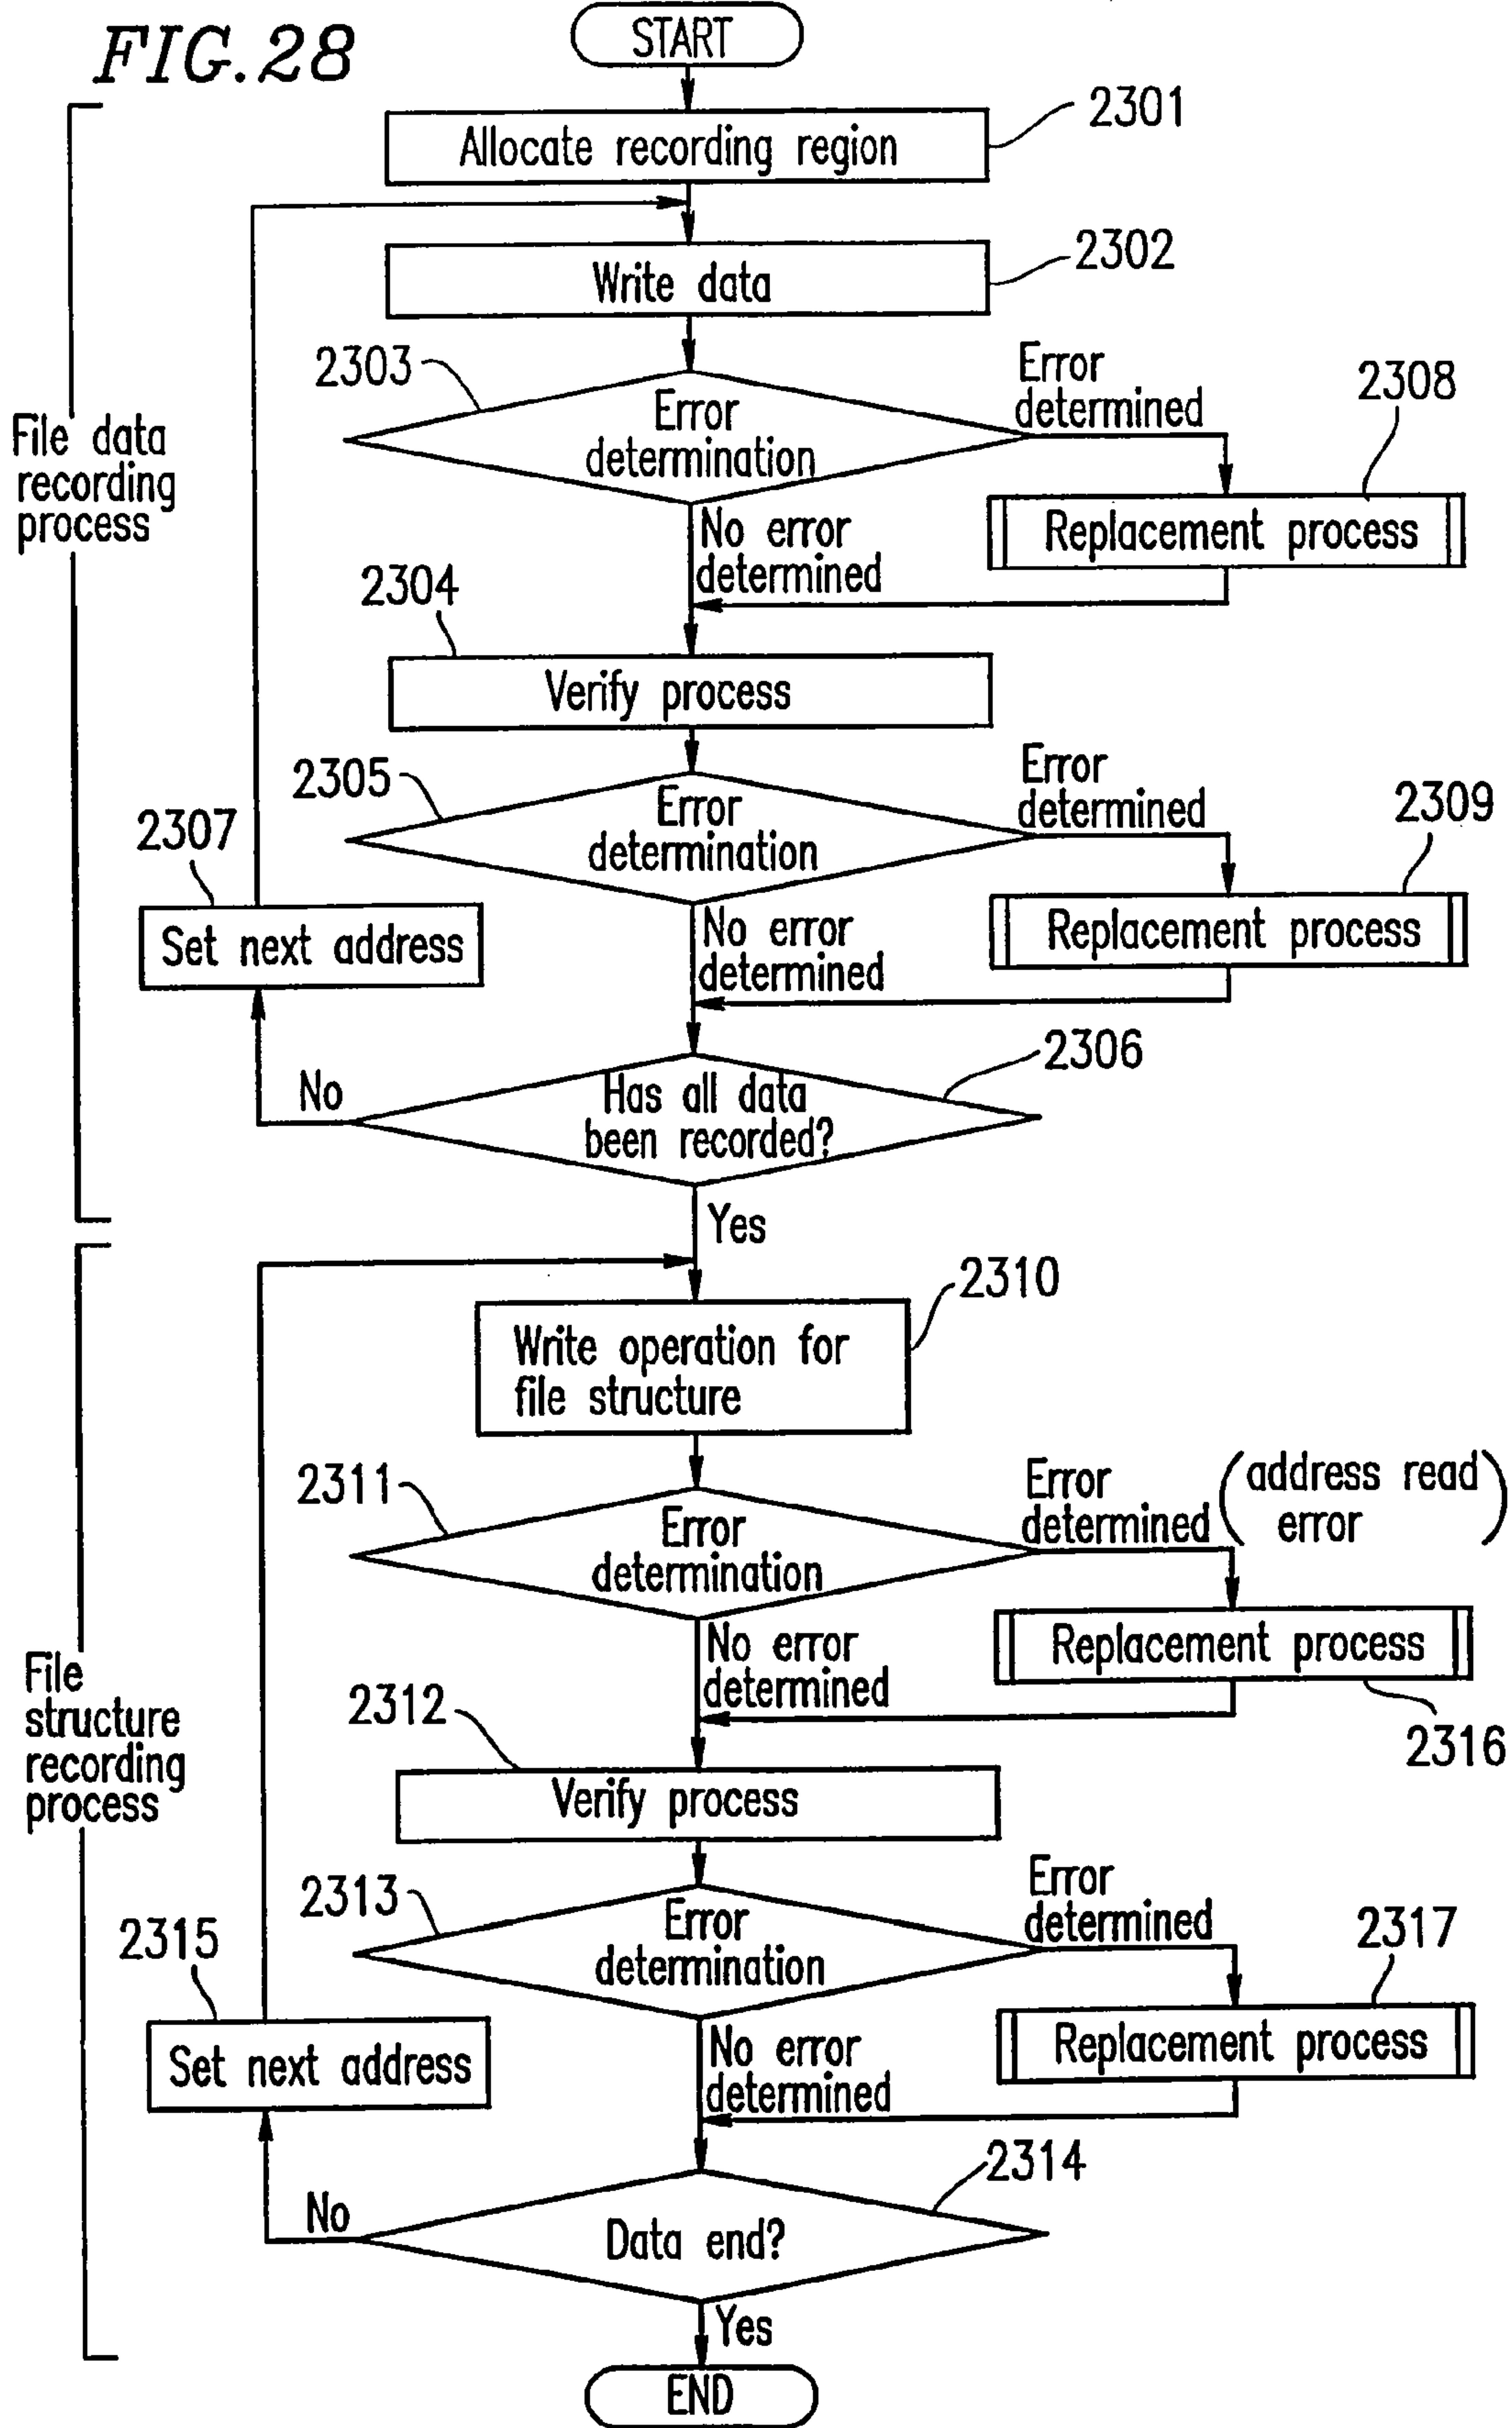 FIG.28
START
2301
Allocate recording region
2302
Write data
2303
Error
determination
Error
determined
2308
Replacement process
No error
determined
File data
recording
process
2304
Verify process
2305
Error
determination
Error
determined
2309
Replacement process
No error
determined
2307
Set next address
2306
Has all data
been recorded?
No
Yes
2310
Write operation for
file structure
2311
Error
determination
Error
determined
(address read
error)
Replacement process
2316
No error
determined
File
structure
recording
process
2312
Verify process
2313
Error
determination
Error
determined
2317
Replacement process
No error
determined
2315
Set next address
2314
Data end?
No
Yes
END